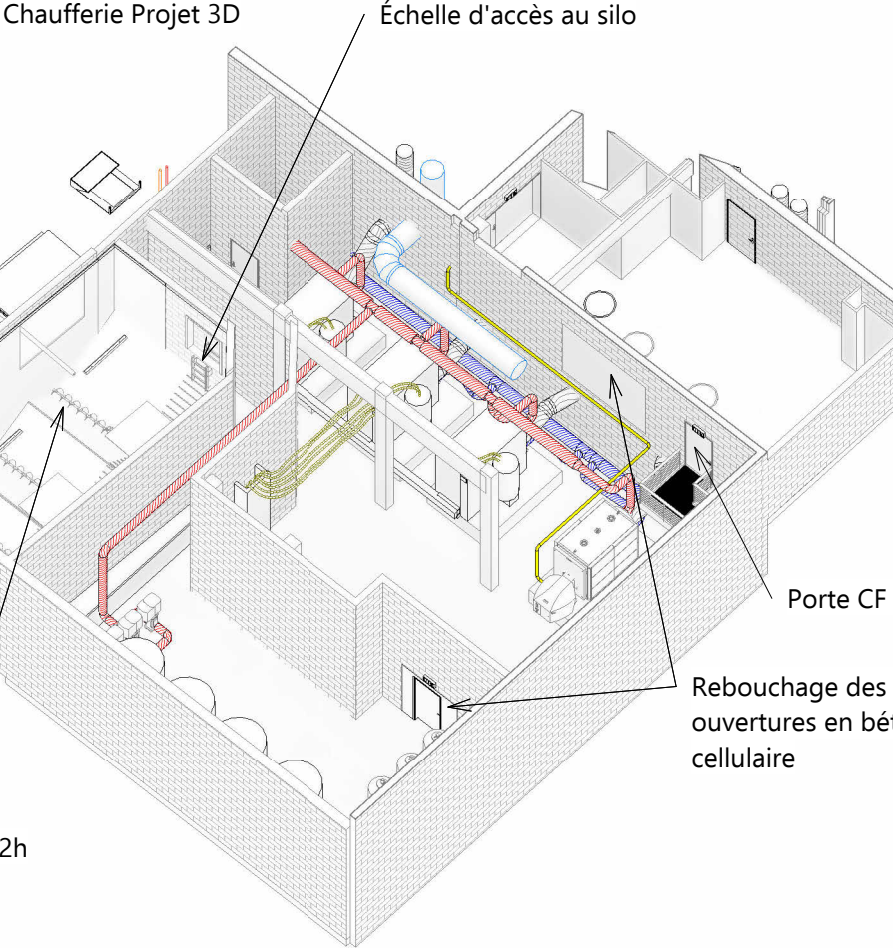 Chaufferie Projet 3D
Échelle d'accès au silo
Porte CF
Rebouchage des
ouvertures en bét
cellulaire
2h